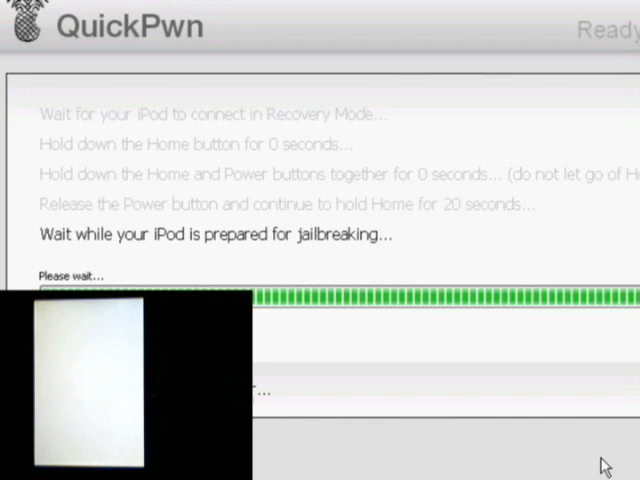 QuickPwn
Ready
Wait for your iPod to connect in Recovery Mode...
Hold down the Home button for 0 seconds...
Hold down the Home and Power buttons together for 0 seconds... (do not let go of
Release the Power button and continue to hold Home for 20 seconds...
Wait while your iPod is prepared for jailbreaking...
Please wait...